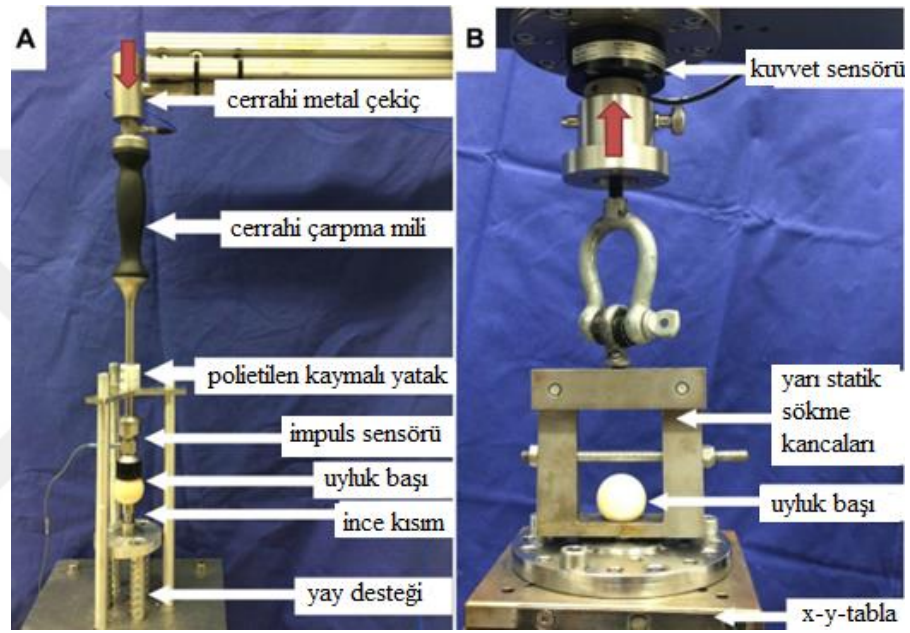 A
cerrahi metal çekiç
cerrahi çarpma mili
polietilen kaymalı yatak
impuls sensörü
uyluk başı
ince kısım
yay desteği
B
kuvvet sensörü
yarı statik
sökme
kancaları
uyluk başı
x-y-tabla